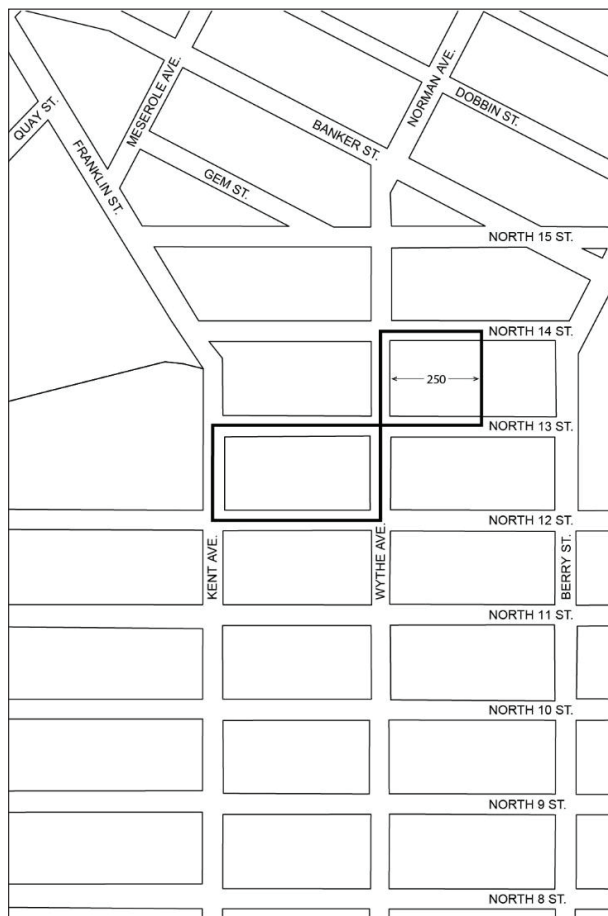 MESEROLE AVE.
NORMAN AVE.
QUAY ST.
DOBBIN ST.
BANKER ST.
FRANKLIN ST.
GEM ST.
NORTH 15 ST.
NORTH 14 ST.
250
NORTH 13 ST.
NORTH 12 ST.
KENT AVE.
WYTHE AVE.
BERRY ST.
NORTH 11 ST.
NORTH 10 ST.
NORTH 9 ST.
NORTH 8 ST.